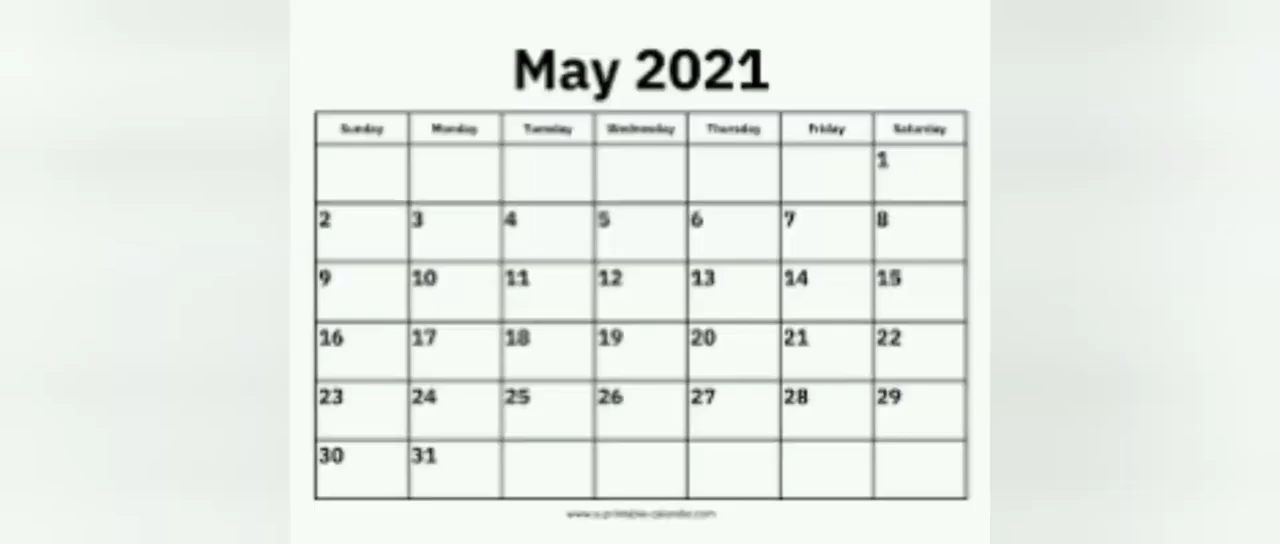 May 2021
Sunday Monday Tuesday Wednesday Thursday Friday Saturday
1
2 3 4 5 6 7 8
9 10 11 12 13 14 15
16 17 18 19 20 21 22
23 24 25 26 27 28 29
30 31